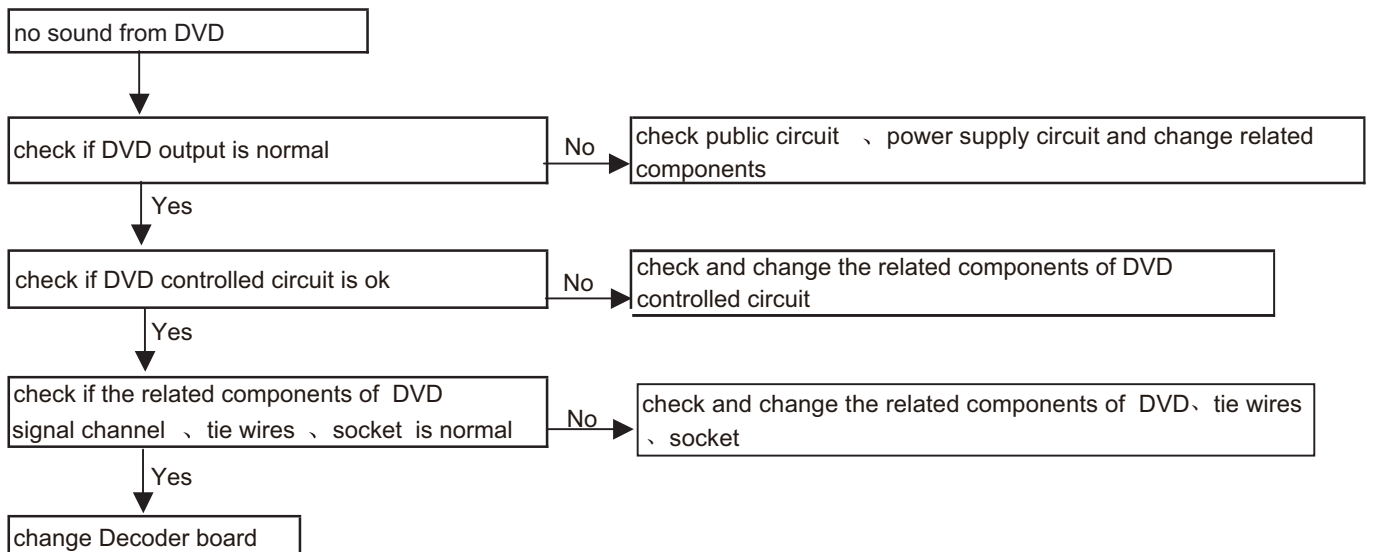 no sound from DVD
check if DVD output is normal
No
check public circuit 、power supply circuit and change related
components
Yes
check if DVD controlled circuit is ok
No
check and change the related components of DVD
controlled circuit
Yes
check if the related components of DVD
signal channel 、tie wires 、socket is normal
No
check and change the related components of DVD、tie wires
、socket
Yes
change Decoder board